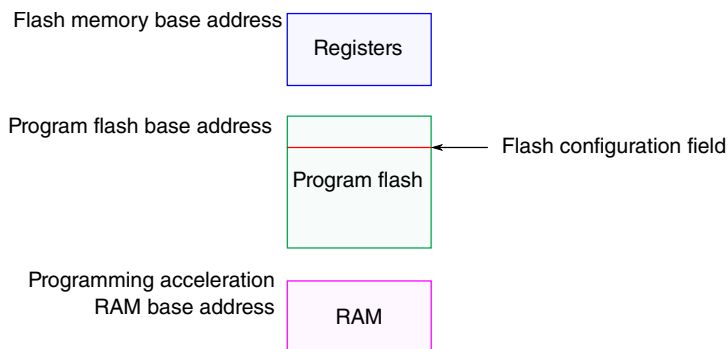 Flash memory base address
Registers
Program flash base address
Flash configuration field
Program flash
Programming acceleration
RAM base address
RAM